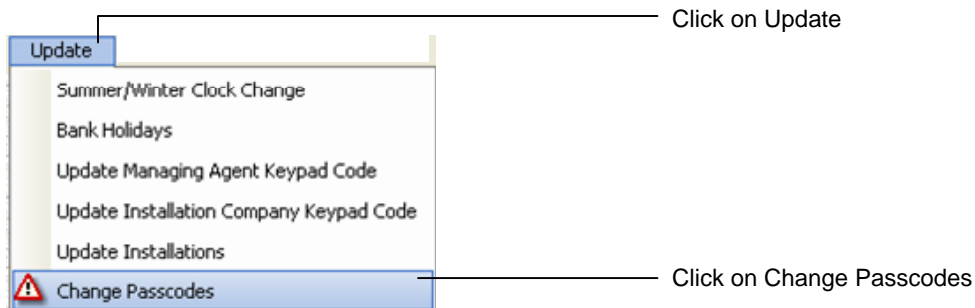 Click on Update
Update
Summer/Winter Clock Change
Bank Holidays
Update Managing Agent Keypad Code
Update Installation Company Keypad Code
Update Installations
Change Passcodes
Click on Change Passcodes